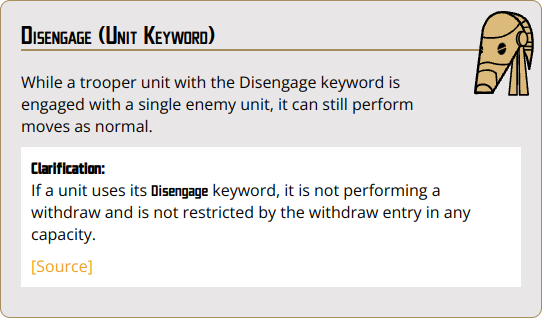 Disengage (Unit Keyword)
While a trooper unit with the Disengage keyword is
engaged with a single enemy unit, it can still perform
moves as normal.
Clarification:
If a unit uses its Disengage keyword, it is not performing a
withdraw and is not restricted by the withdraw entry in any
capacity.
[Source]